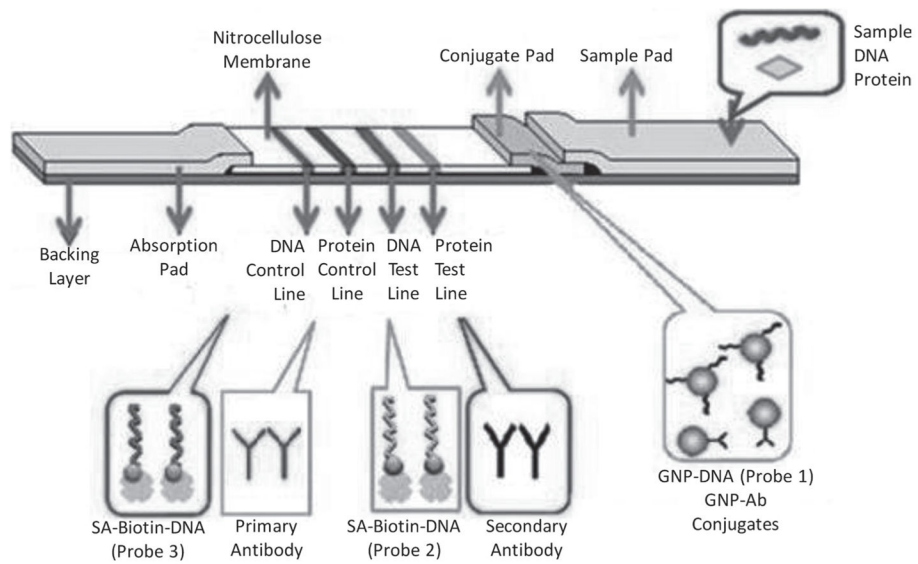 Nitrocellulose
Membrane
Conjugate Pad
Sample Pad
Sample
DNA
Protein
Backing
Layer
Absorption
Pad
DNA
Control
Line
Protein
Control
Line
DNA
Test
Line
Protein
Test
Line
SA-Biotin-DNA
(Probe 3)
Primary
Antibody
SA-Biotin-DNA
(Probe 2)
Secondary
Antibody
GNP-DNA (Probe 1)
GNP-Ab
Conjugates